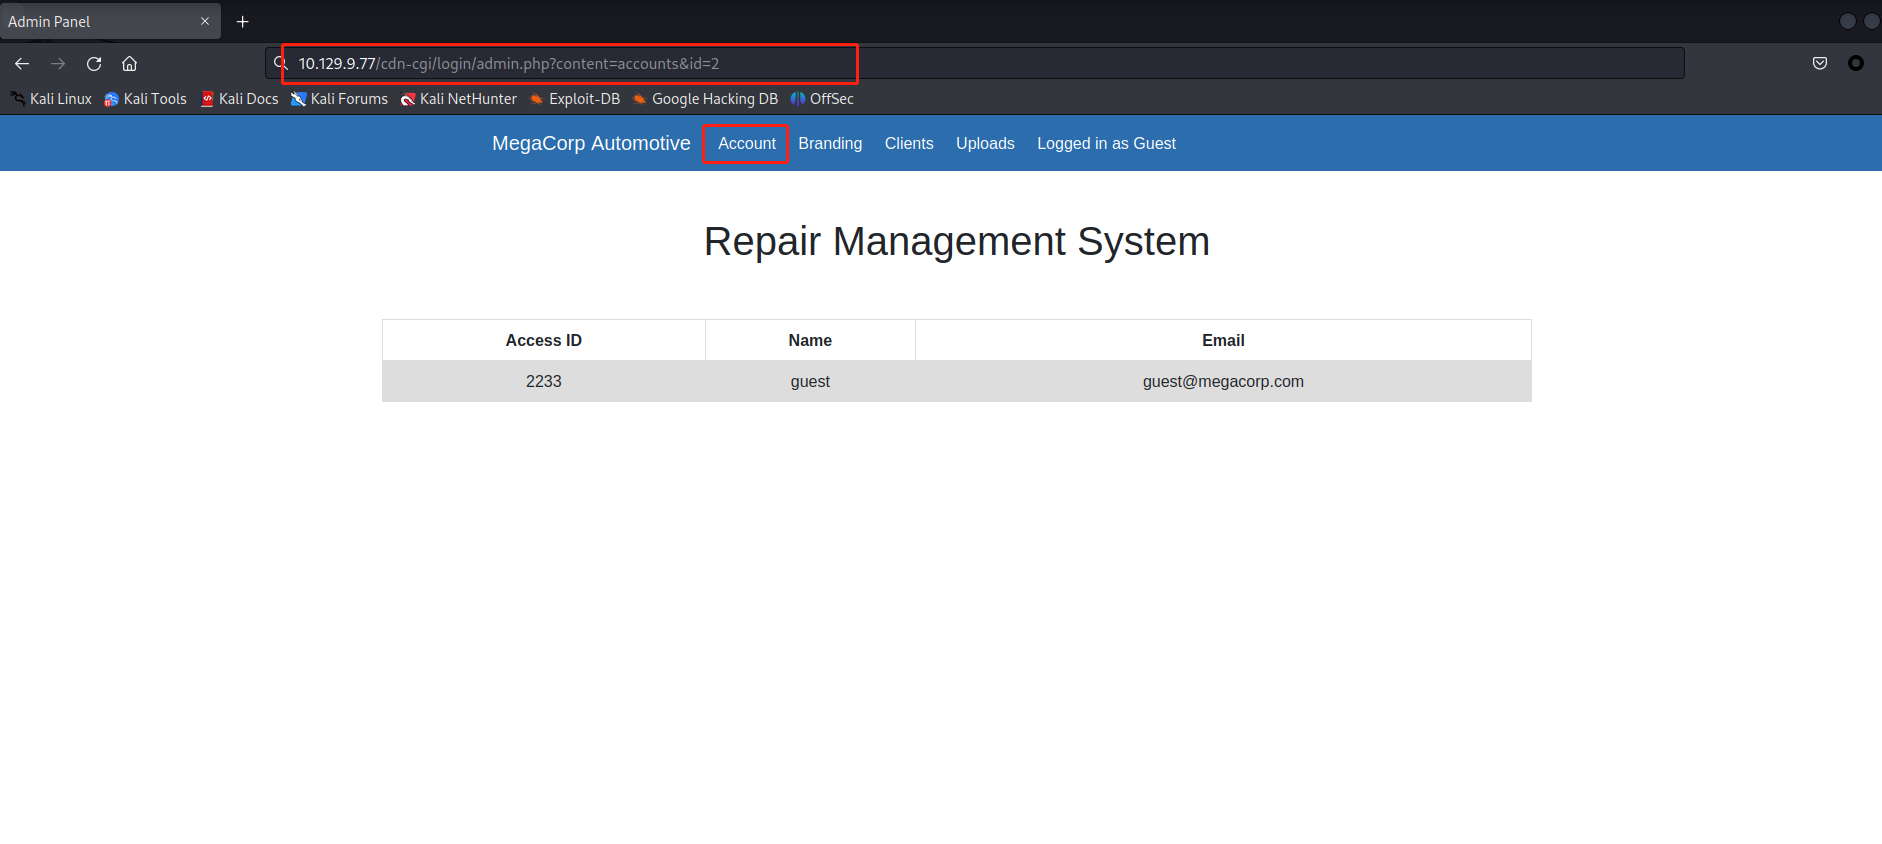 Admin Panel
10.129.9.77/cdn-cgi/login/admin.php?content=accounts&id=2
Kali Linux Kali Tools Kali Docs Kali Forums Kali NetHunter Exploit-DB Google Hacking DB OffSec
MegaCorp Automotive Account Branding Clients Uploads Logged in as Guest
Repair Management System
Access ID Name Email
2233 guest guest@megacorp.com